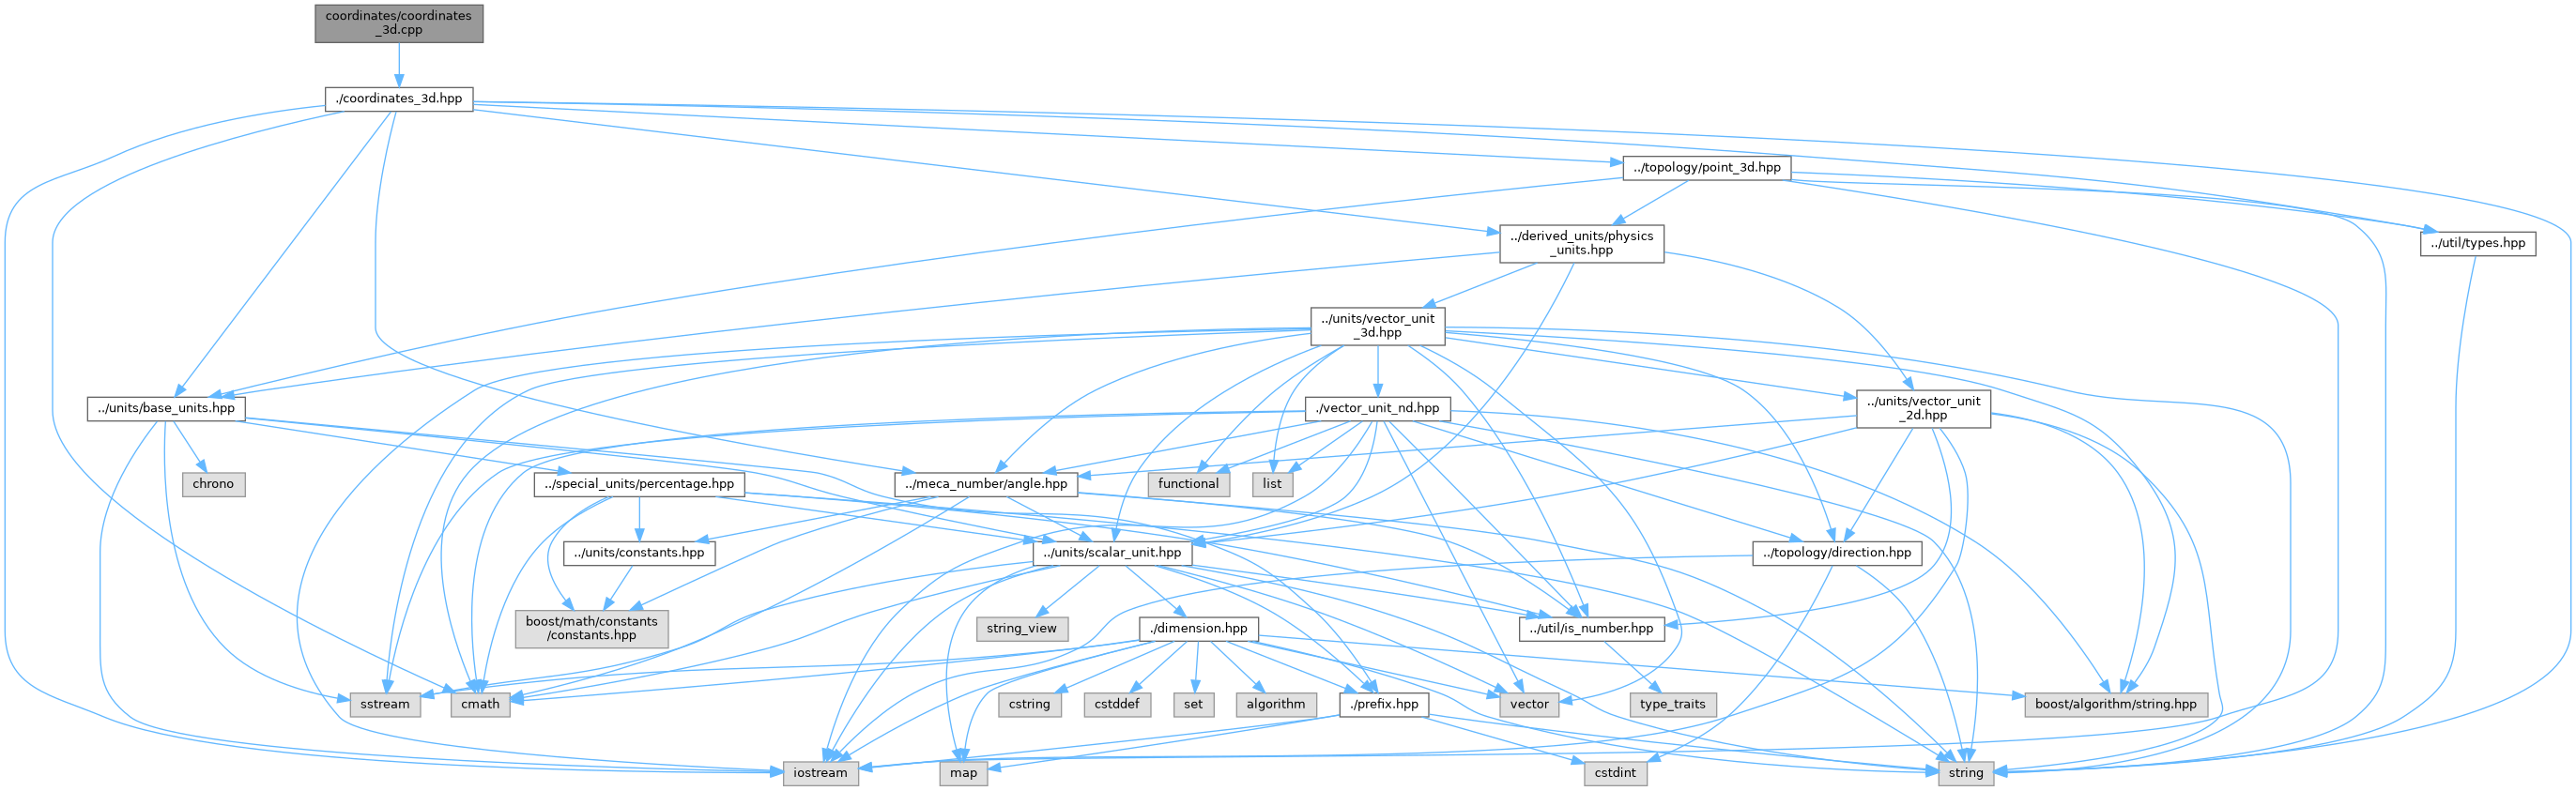 coordinates/coordinates
_3d.cpp
./coordinates_3d.hpp
../topology/point_3d.hpp
../derived_units/physics
_units.hpp
../util/types.hpp
../units/vector_unit
_3d.hpp
../units/base_units.hpp
./vector_unit_nd.hpp
../units/vector_unit
_2d.hpp
chrono
../special_units/percentage.hpp
../meca_number/angle.hpp
functional
list
../units/constants.hpp
../units/scalar_unit.hpp
../topology/direction.hpp
boost/math/constants
/constants.hpp
string_view
./dimension.hpp
../util/is_number.hpp
sstream
cmath
cstring
cstddef
set
algorithm
./prefix.hpp
vector
type_traits
boost/algorithm/string.hpp
iostream
map
cstdint
string